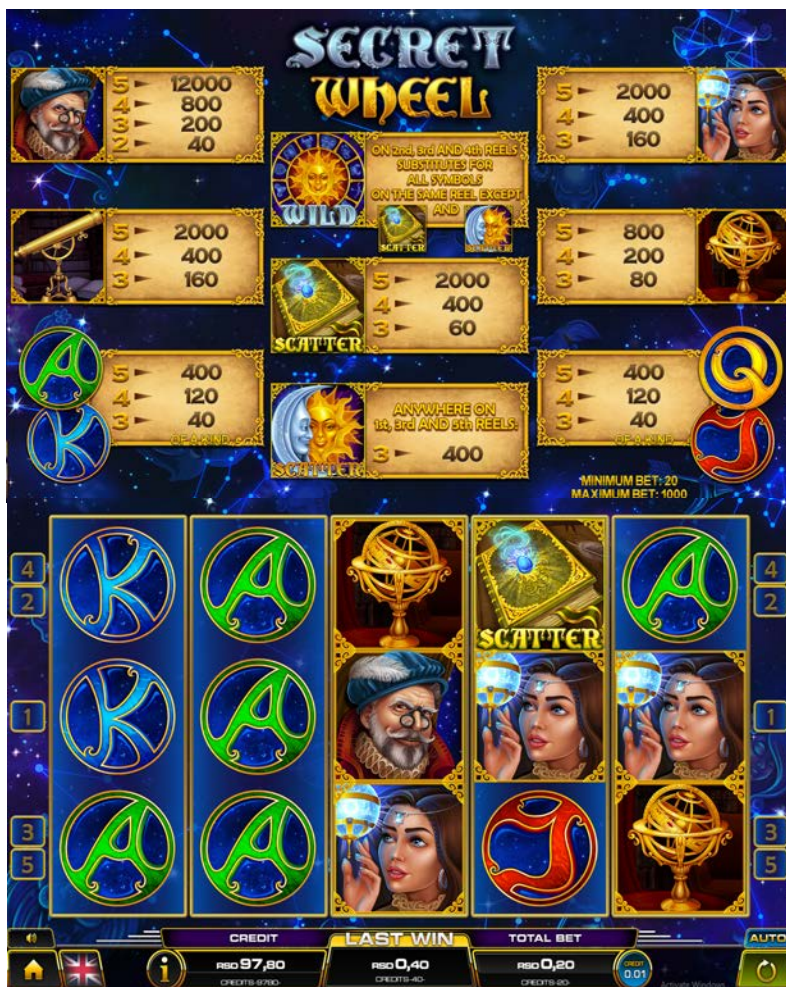 SECRET
WHEEL
5 ► 12000
4 ► 800
3 ► 200
2 ► 40
5 ► 2000
4 ► 400
3 ► 160
WILD
ON 2nd, 3rd AND 4th REELS
SUBSTITUTES FOR
ALL SYMBOLS
ON THE SAME REEL EXCEPT
AND
SCATTER
SCATTER
5 ► 2000
4 ► 400
3 ► 160
5 ► 800
4 ► 200
3 ► 80
SCATTER
5 ► 2000
4 ► 400
3 ► 60
A
K
5 ► 400
4 ► 120
3 ► 40
OF A KIND
SCATTER
ANYWHERE ON
1st, 3rd AND 5th REELS:
3 ► 400
5 ► 400
4 ► 120
3 ► 40
OF A KIND
Q
J
MINIMUM BET: 20
MAXIMUM BET: 1000
4
2
K
A
SCATTER
A
4
2
1
K
A
1
3
5
A
A
J
3
5
CREDIT
LAST WIN
TOTAL BET
AUTO
i
RSD 97,80
CREDITS-9780-
RSD 0,40
CREDITS-40-
RSD 0,20
CREDITS-20-
CREDIT
0.01
Activate Windows